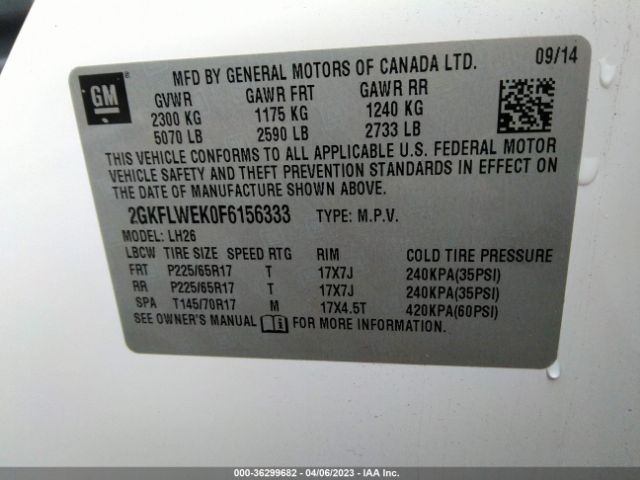 GM
®
MFD BY GENERAL MOTORS OF CANADA LTD.
09/14
GVWR GAWR FRT GAWR RR
2300 KG 1175 KG 1240 KG
5070 LB 2590 LB 2733 LB
THIS VEHICLE CONFORMS TO ALL APPLICABLE U.S. FEDERAL MOTOR
VEHICLE SAFETY AND THEFT PREVENTION STANDARDS IN EFFECT ON
THE DATE OF MANUFACTURE SHOWN ABOVE.
2GKFLWEK0F6156333 TYPE: M.P.V.
MODEL: LH26
LBCW TIRE SIZE SPEED RTG RIM COLD TIRE PRESSURE
FRT P225/65R17 T 17X7J 240KPA(35PSI)
RR P225/65R17 T 17X7J 240KPA(35PSI)
SPA T145/70R17 M 17X4.5T 420KPA(60PSI)
SEE OWNER'S MANUAL FOR MORE INFORMATION.
000-36299682 - 04/06/2023 - IAA Inc.